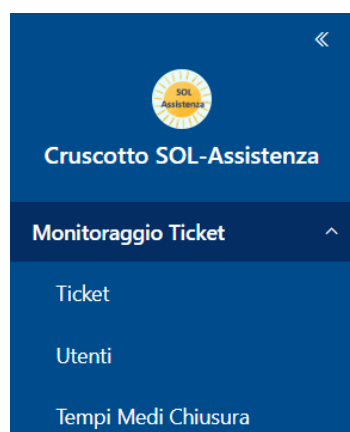 SOL
Assistenza
Cruscotto SOL-Assistenza
Monitoraggio Ticket
Ticket
Utenti
Tempi Medi Chiusura